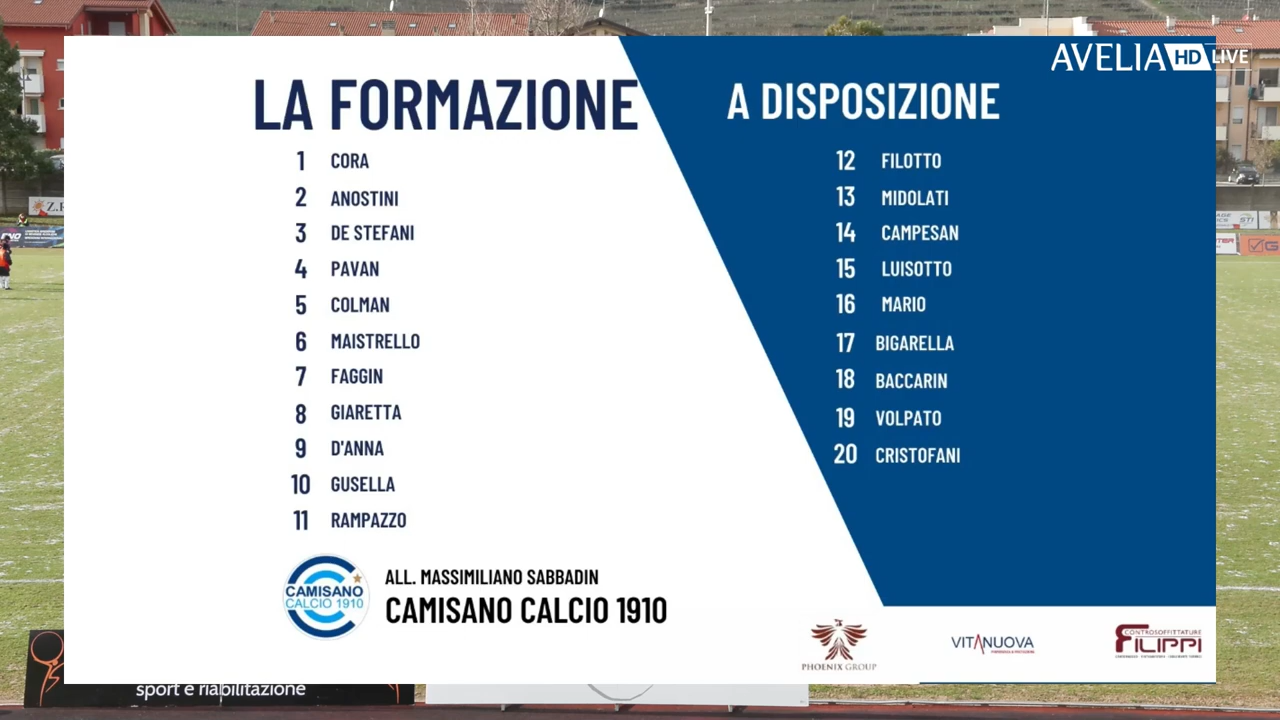 AVELIA HD LIVE
LA FORMAZIONE
1 CORA
2 ANOSTINI
3 DE STEFANI
4 PAVAN
5 COLMAN
6 MAISTRELLO
7 FAGGIN
8 GIARETTA
9 D'ANNA
10 GUSELLA
11 RAMPAZZO
A DISPOSIZIONE
12 FILOTTO
13 MIDOLATI
14 CAMPESAN
15 LUISOTTO
16 MARIO
17 BIGARELLA
18 BACCARIN
19 VOLPATO
20 CRISTOFANI
CAMISANO
CALCIO 1910
ALL. MASSIMILIANO SABBADIN
CAMISANO CALCIO 1910
PHOENIX GROUP
VITANUOVA
CONTROSOFFITTATURE
FILIPPI
sport e riabilitazione